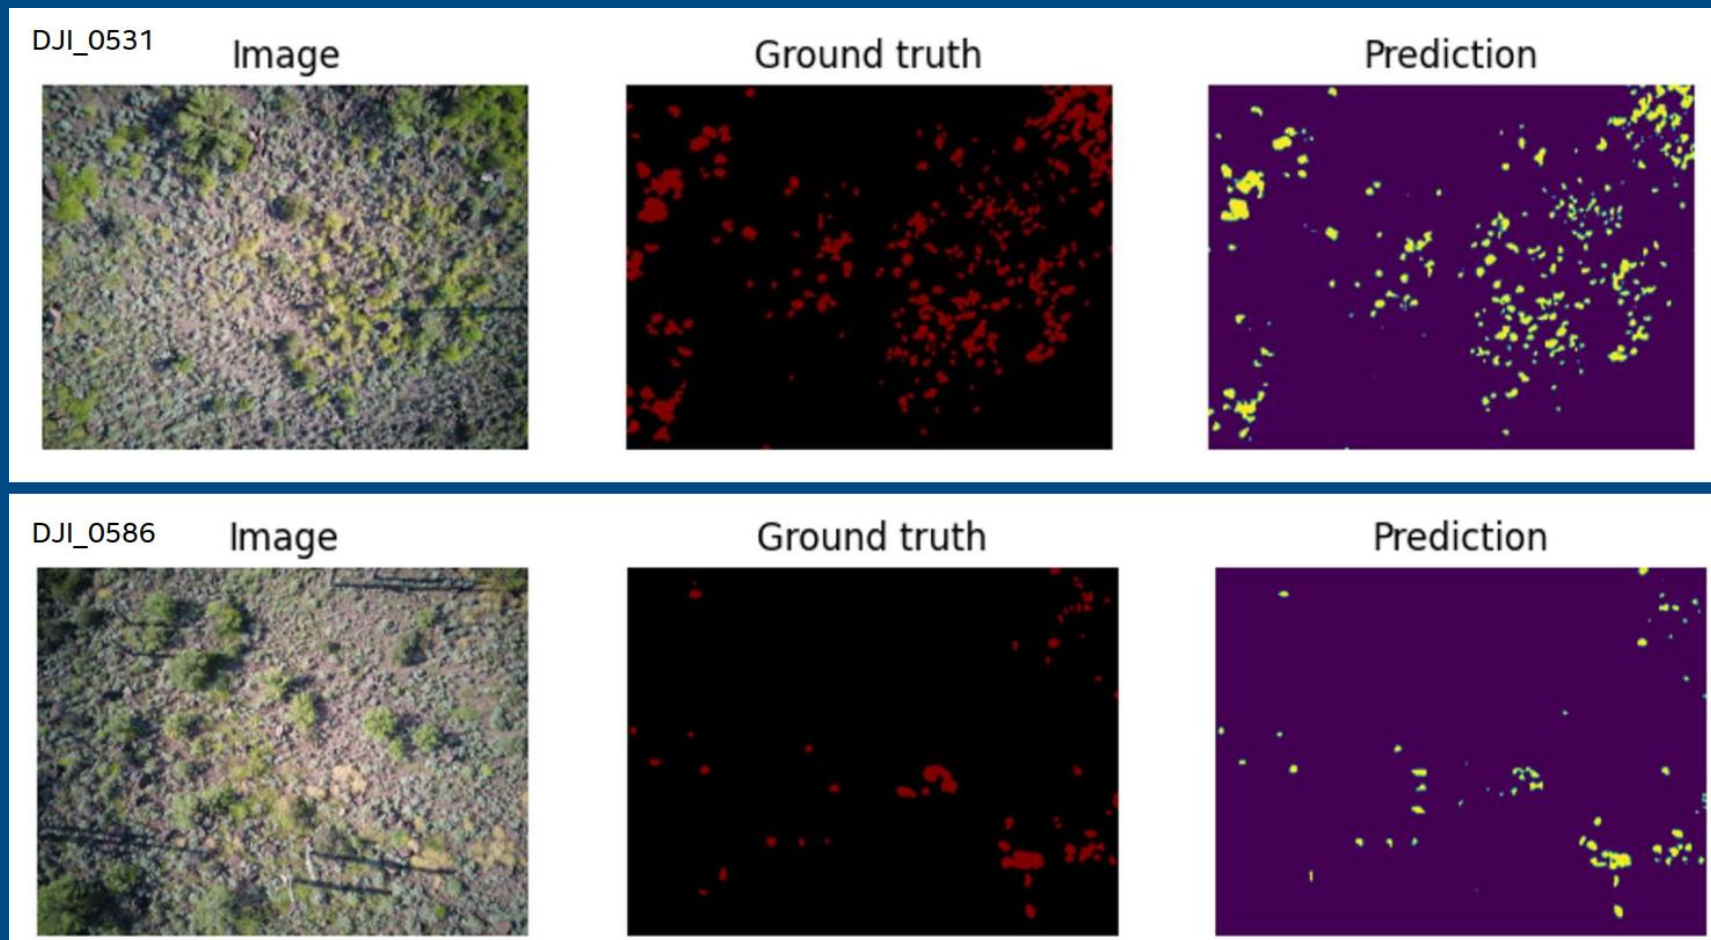 DJI_0531
Image
Ground truth
Prediction
DJI_0586
Image
Ground truth
Prediction